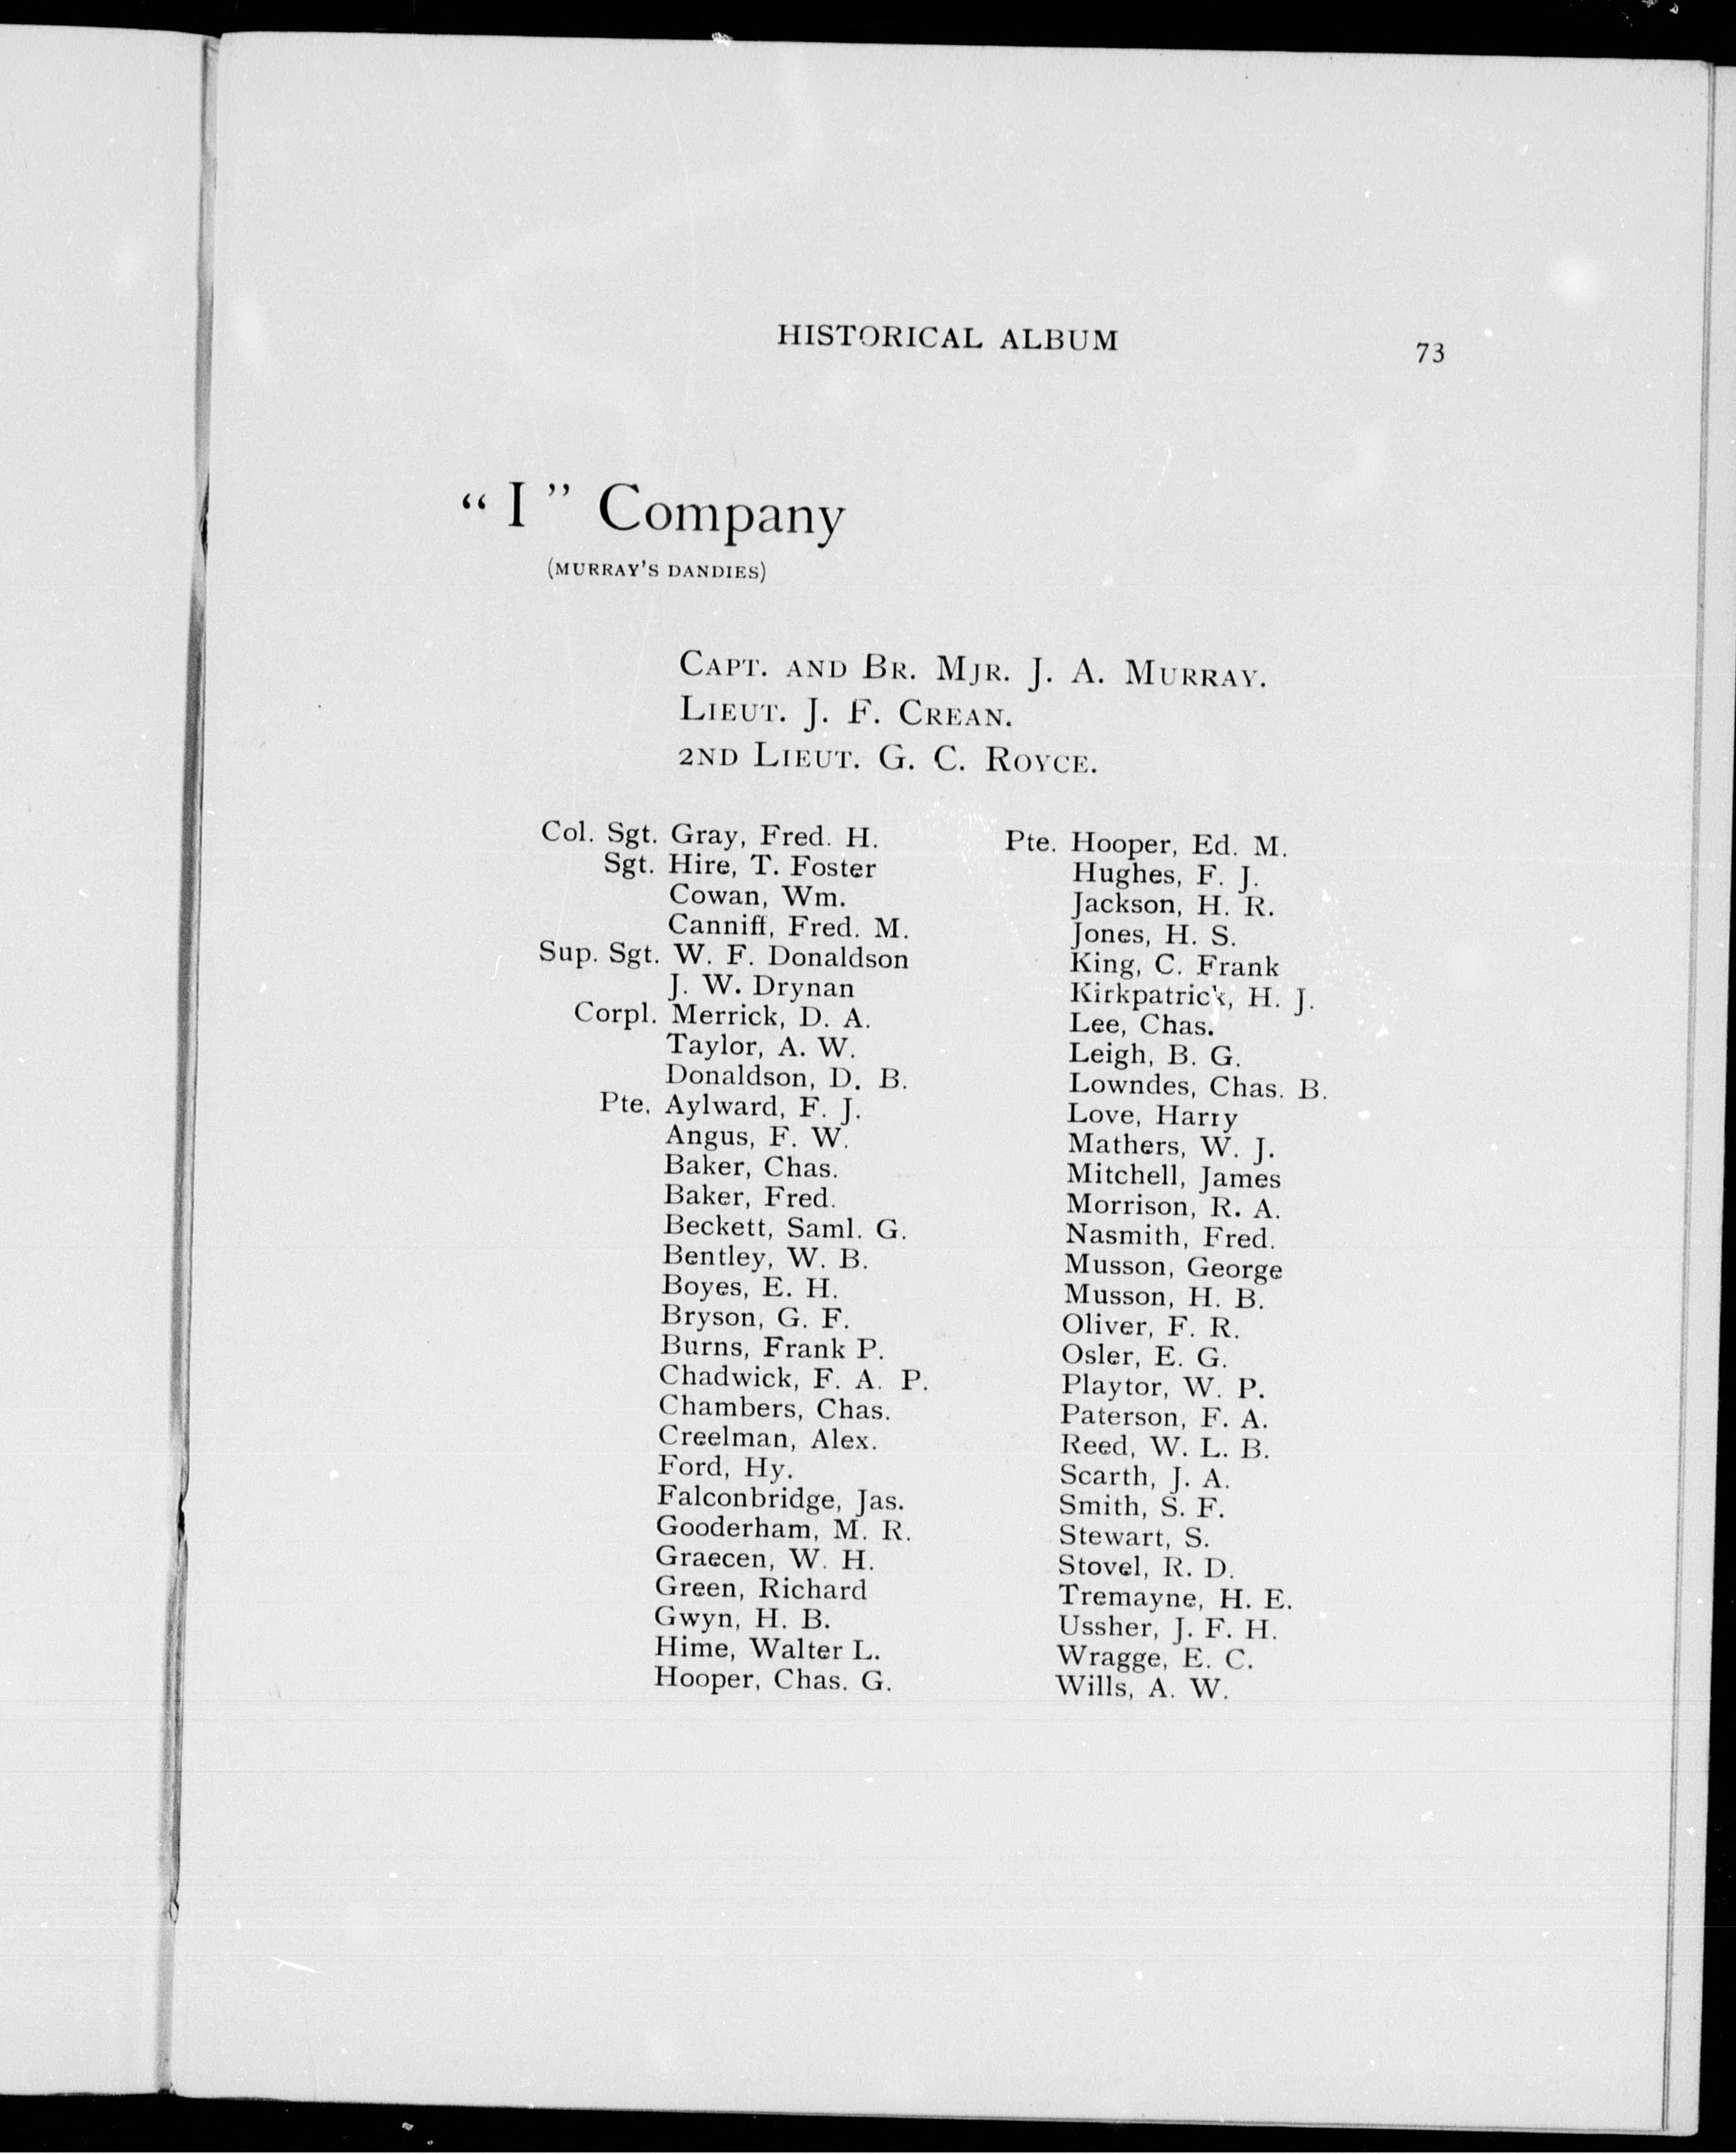 HISTORICAL ALBUM
73
“ I ” Company
(MURRAY'S DANDIES)
CAPT. AND BR. MJR. J. A. MURRAY.
LIEUT. J. F. CREAN.
2ND LIEUT. G. C. ROYCE.
Col. Sgt. Gray, Fred. H.
Sgt. Hire, T. Foster
Cowan, Wm.
Canniff, Fred. M.
Sup. Sgt. W. F. Donaldson
J. W. Drynan
Corpl. Merrick, D. A.
Taylor, A. W.
Donaldson, D. B.
Pte. Aylward, F. J.
Angus, F. W.
Baker, Chas.
Baker, Fred.
Beckett, Saml. G.
Bentley, W. B.
Boyes, E. H.
Bryson, G. F.
Burns, Frank P.
Chadwick, F. A. P.
Chambers, Chas.
Creelman, Alex.
Ford, Hy.
Falconbridge, Jas.
Gooderham, M. R.
Graecen, W. H.
Green, Richard
Gwyn, H. B.
Hime, Walter L.
Hooper, Chas. G.
Pte. Hooper, Ed. M.
Hughes, F. J.
Jackson, H. R.
Jones, H. S.
King, C. Frank
Kirkpatrick, H. J.
Lee, Chas.
Leigh, B. G.
Lowndes, Chas. B.
Love, Harry
Mathers, W. J.
Mitchell, James
Morrison, R. A.
Nasmith, Fred.
Musson, George
Musson, H. B.
Oliver, F. R.
Osler, E. G.
Playtor, W. P.
Paterson, F. A.
Reed, W. L. B.
Scarth, J. A.
Smith, S. F.
Stewart, S.
Stovel, R. D.
Tremayne, H. E.
Ussher, J. F. H.
Wragge, E. C.
Wills, A. W.